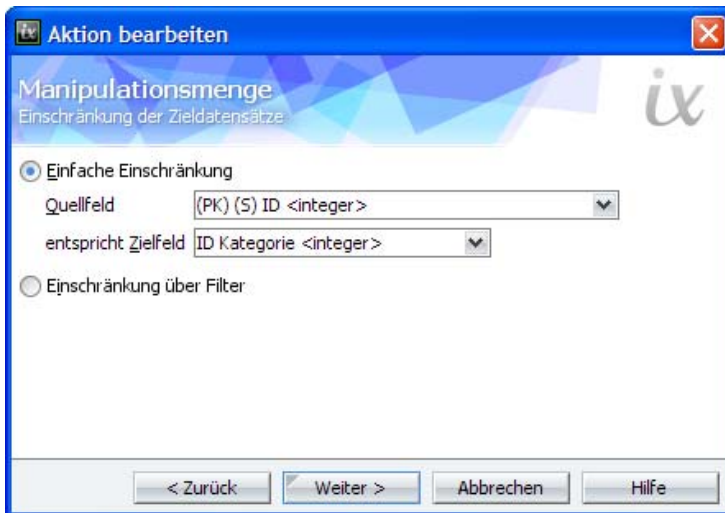 ix Aktion bearbeiten
Manipulationsmenge
Einschränkung der Zieldatensätze
ix
Einfache Einschränkung
Quellfeld (PK) (S) ID <integer>
entspricht Zielfeld ID Kategorie <integer>
Einschränkung über Filter
< Zurück Weiter > Abbrechen Hilfe